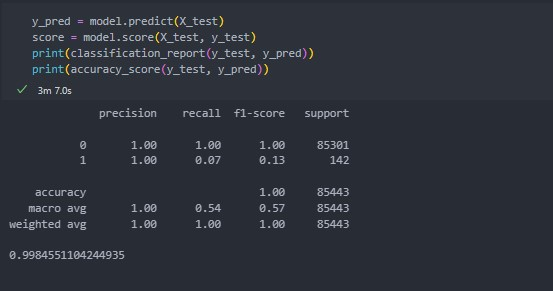 y_pred = model.predict(X_test)
score = model.score(X_test, y_test)
print(classification_report(y_test, y_pred))
print(accuracy_score(y_test, y_pred))
✓ 3m 7.0s
precision recall f1-score support
0 1.00 1.00 1.00 85301
1 1.00 0.07 0.13 142
accuracy 1.00 85443
macro avg 1.00 0.54 0.57 85443
weighted avg 1.00 1.00 1.00 85443
0.9984551104244935